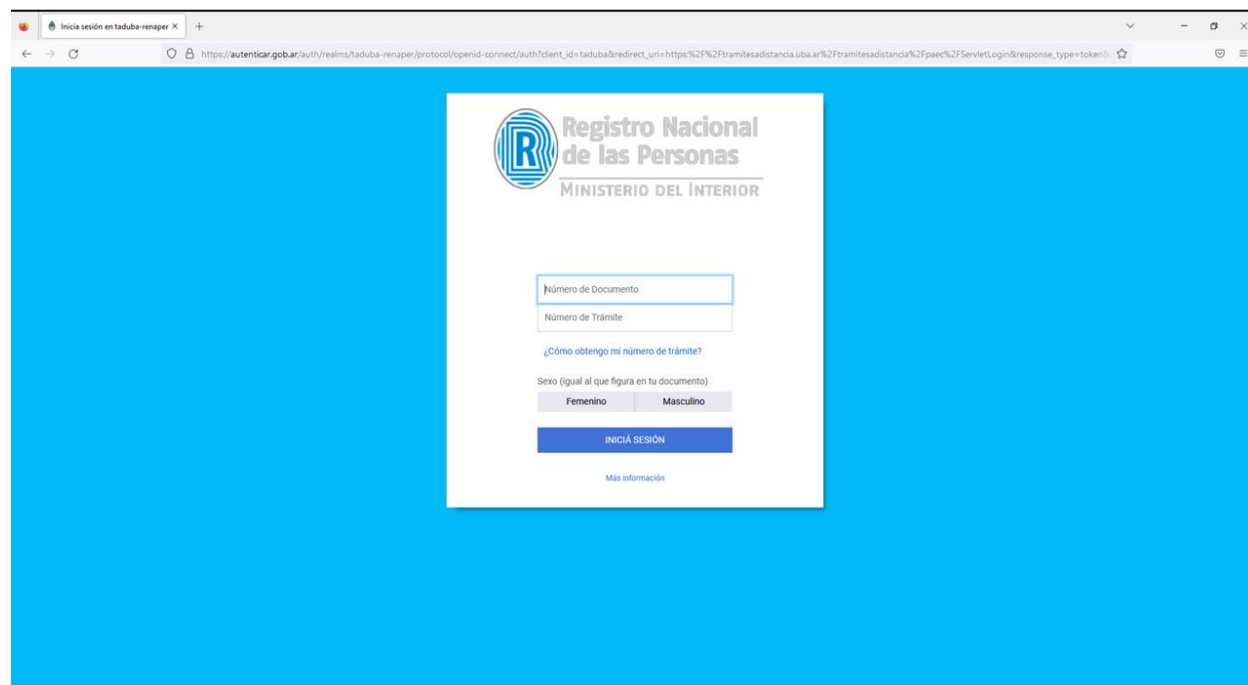 Inicia sesión en taduba-renaper
https://autenticar.gob.ar/auth/realms/taduba-renaper/protocol/openid-connect/auth?client_id=taduba&redirect_uri=https:%2F%2Ftramitesadistancia.uba.ar%2Ftramitesadistancia%2Fpaec%2FServletLogin&response_type=token&
R
Registro Nacional
de las Personas
MINISTERIO DEL INTERIOR
Número de Documento
Número de Trámite
¿Cómo obtengo mi número de trámite?
Sexo (igual al que figura en tu documento)
Femenino Masculino
INICIÁ SESIÓN
Más información